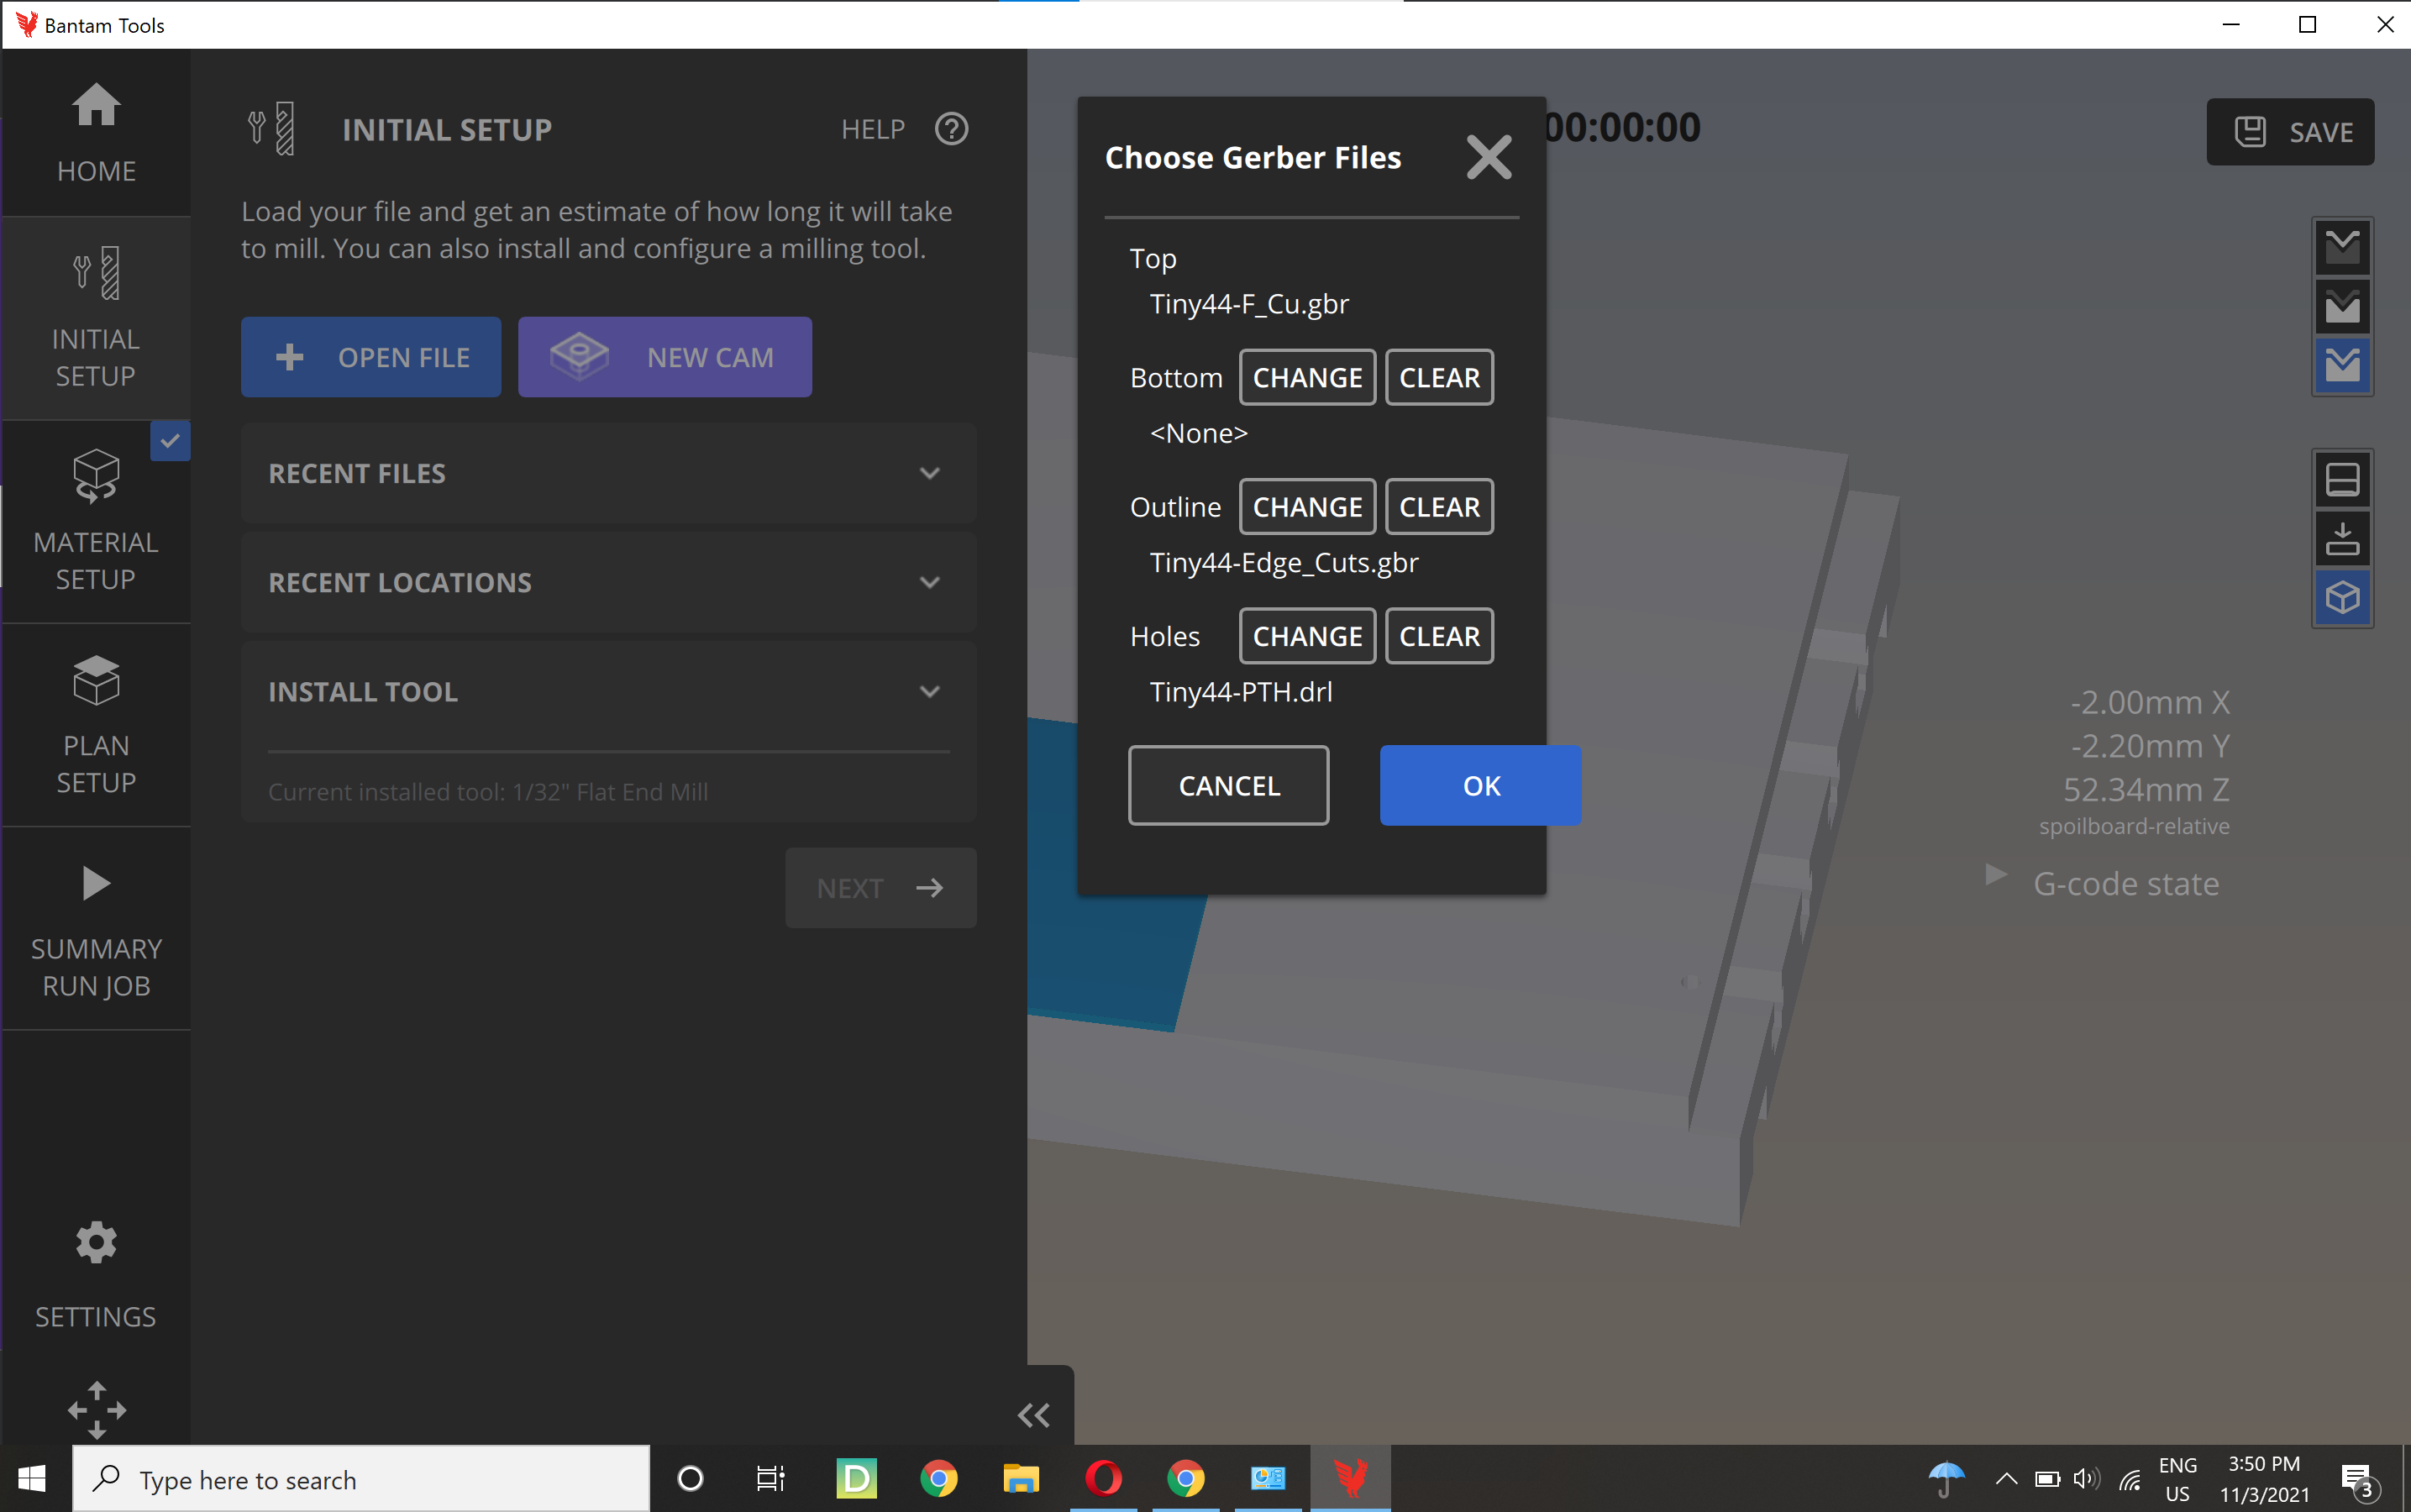 Bantam Tools
HOME
INITIAL
SETUP
MATERIAL
SETUP
PLAN
SETUP
SUMMARY
RUN JOB
SETTINGS
INITIAL SETUP
HELP ?
Load your file and get an estimate of how long it will take
to mill. You can also install and configure a milling tool.
+ OPEN FILE
NEW CAM
RECENT FILES
RECENT LOCATIONS
INSTALL TOOL
Current installed tool: 1/32" Flat End Mill
NEXT →
Choose Gerber Files
Top
Tiny44-F_Cu.gbr
Bottom CHANGE CLEAR
<None>
Outline CHANGE CLEAR
Tiny44-Edge_Cuts.gbr
Holes CHANGE CLEAR
Tiny44-PTH.drl
CANCEL OK
00:00:00
SAVE
-2.00mm X
-2.20mm Y
52.34mm Z
spoilboard-relative
G-code state
Type here to search
D
ENG
US
3:50 PM
11/3/2021
3